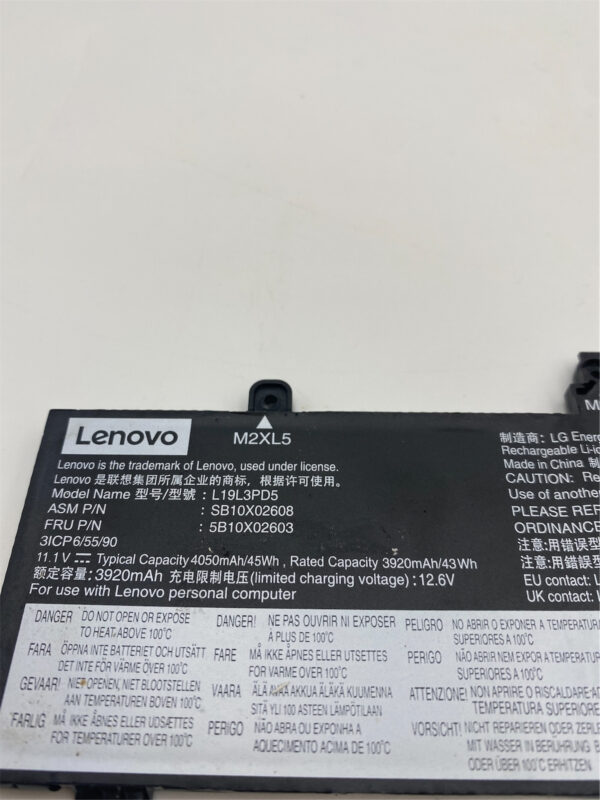 Lenovo
M2XL5
Lenovo is the trademark of Lenovo, used under license.
Lenovo 是联想集团所属企业的商标，根据许可使用。
Model Name 型号/型號 : L19L3PD5
ASM P/N : SB10X02608
FRU P/N : 5B10X02603
3ICP6/55/90
11.1V ⎓ Typical Capacity 4050mAh/45Wh , Rated Capacity 3920mAh/43Wh
额定容量:3920mAh 充电限制电压(limited charging voltage) : 12.6V
For use with Lenovo personal computer
M
制造商: LG Ener
Rechargeable Li-io
Made in China
CAUTION: Re
Use of anothe
PLEASE REF
ORDINANCE
注意:用错误型
注意:用錯誤型
EU contact: L
UK contact:
DANGER DO NOT OPEN OR EXPOSE
TO HEAT ABOVE 100°C
FARA ÖPPNA INTE BATTERIET OCH UTSÄTT
DET INTE FÖR VÄRME ÖVER 100°C
GEVAAR! NIET OPENEN, NIET BLOOTSTELLEN
AAN TEMPERATUREN BOVEN 100°C
FARLIG MÅ IKKE ÅBNES ELLER UDSÆTTES
FOR TEMPERATURER OVER 100°C
DANGER! NE PAS OUVRIR NI EXPOSER
A PLUS DE 100°C
FARE MÅ IKKE ÅPNES ELLER UTSETTES
FOR VARME OVER 100°C
VAARA ÄLÄ AVAA AKKUA ÄLÄKÄ KUUMENNA
SITÄ YLI 100 ASTEEN LÄMPÖTILAAN
PERIGO NÃO ABRA OU EXPONHA A
AQUECIMENTO ACIMA DE 100°C
PELIGRO NO ABRIR O EXPONER A TEMPERATURA
SUPERIORES A 100°C
PERIGO NÃO ABRIR NEM EXPOR A TEMPERAT
SUPERIORES A 100°C
ATTENZIONE! NON APRIRE O RISCALDARE A
TEMPERATURA SUPERIO
VORSICHT! NICHT REPARIEREN ODER ZERLE
MIT WASSER IN BERÜHRUNG B
ODER ÜBER 100°C ERHITZEN